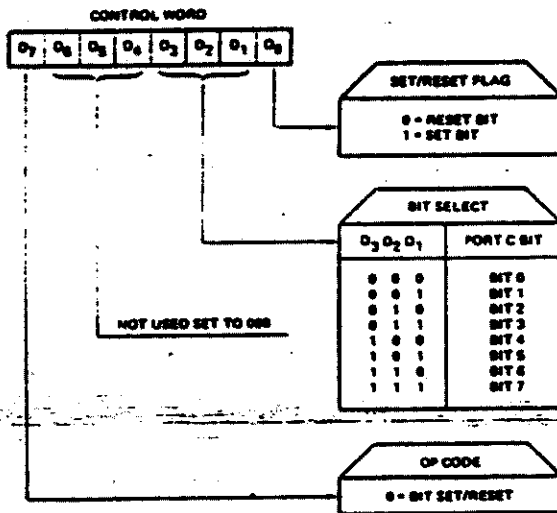 CONTROL WORD
D7 D6 D5 D4 D3 D2 D1 D0
SET/RESET FLAG
0 = RESET BIT
1 = SET BIT
BIT SELECT
D3 D2 D1 PORT C BIT
0 0 0 BIT 0
0 0 1 BIT 1
0 1 0 BIT 2
0 1 1 BIT 3
1 0 0 BIT 4
1 0 1 BIT 5
1 1 0 BIT 6
1 1 1 BIT 7
NOT USED SET TO 000
OP CODE
0 = BIT SET/RESET